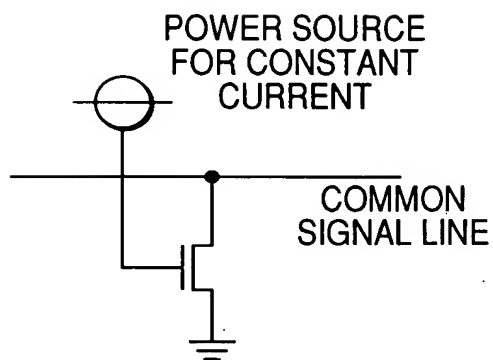 POWER SOURCE
FOR CONSTANT
CURRENT
COMMON
SIGNAL LINE